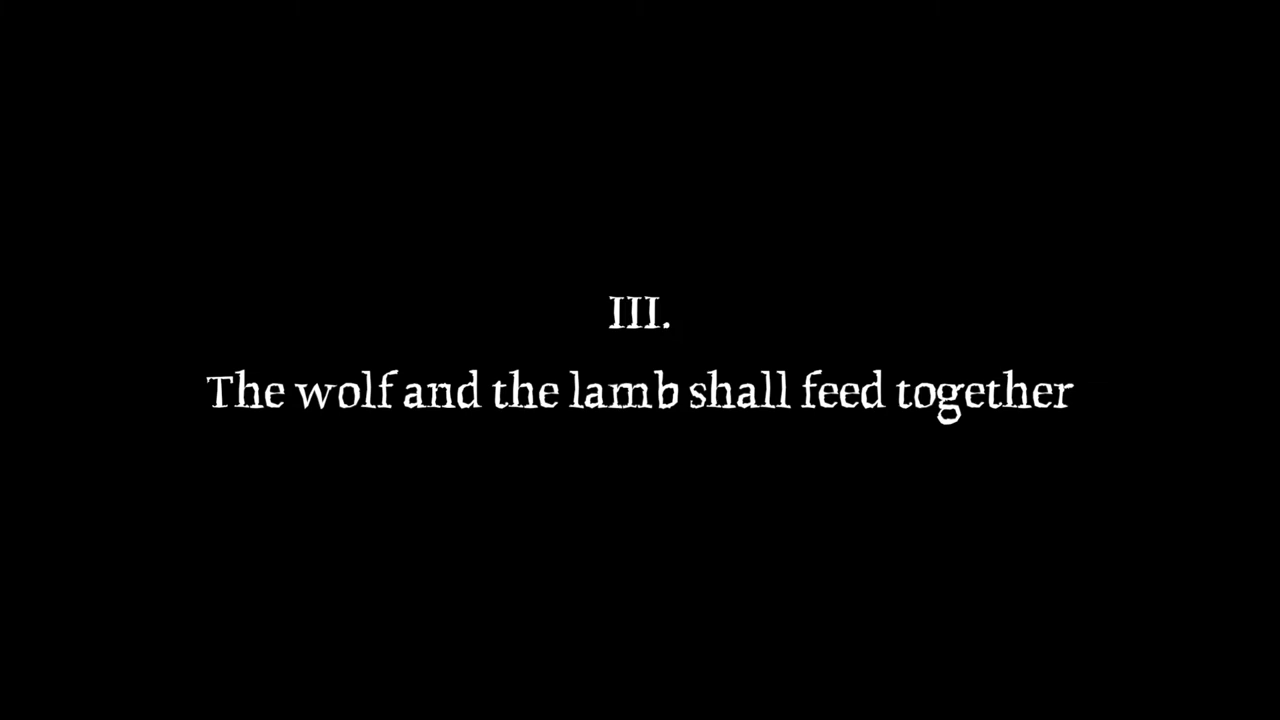 III.
The wolf and the lamb shall feed together